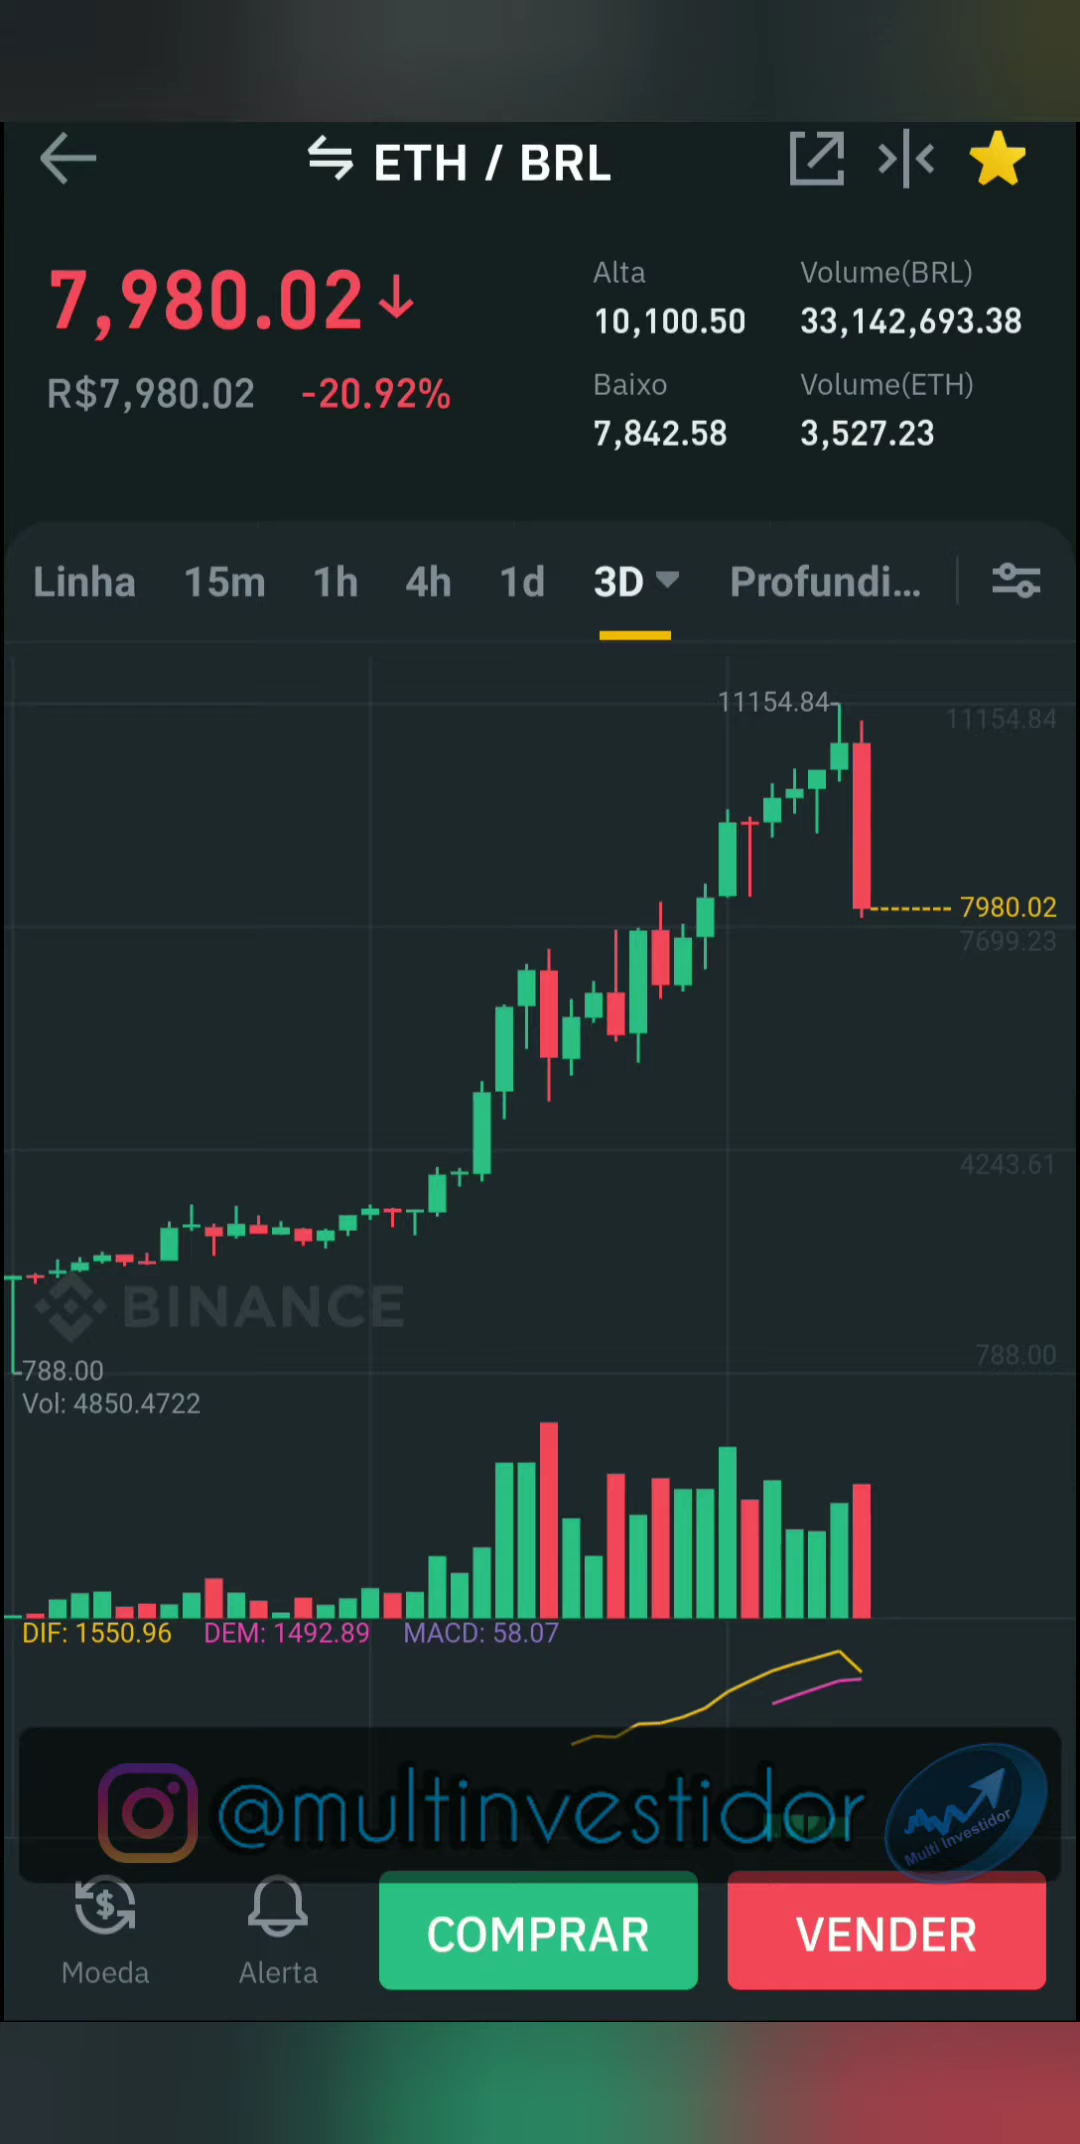 ETH / BRL
7,980.02
R$7,980.02 -20.92%
Alta
10,100.50
Volume(BRL)
33,142,693.38
Baixo
7,842.58
Volume(ETH)
3,527.23
Linha 15m 1h 4h 1d 3D Profundi...
11154.84
11154.84
7980.02
7699.23
4243.61
BINANCE
788.00
788.00
Vol: 4850.4722
DIF: 1550.96 DEM: 1492.89 MACD: 58.07
@multinvestidor
Multi Investidor
Moeda
Alerta
COMPRAR
VENDER